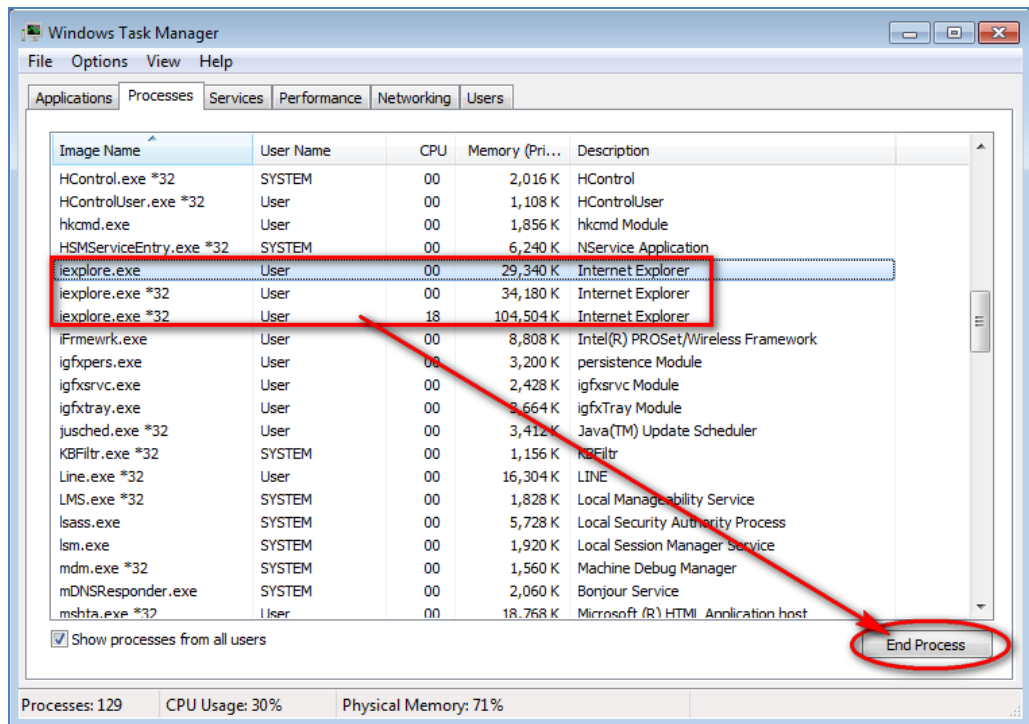 Windows Task Manager
File Options View Help
Applications Processes Services Performance Networking Users
Image Name User Name CPU Memory (Pri... Description
HControl.exe *32 SYSTEM 00 2,016 K HControl
HControlUser.exe *32 User 00 1,108 K HControlUser
hkcmd.exe User 00 1,856 K hkcmd Module
HSMServiceEntry.exe *32 SYSTEM 00 6,240 K NService Application
iexplore.exe User 00 29,340 K Internet Explorer
iexplore.exe *32 User 00 34,180 K Internet Explorer
iexplore.exe *32 User 18 104,504 K Internet Explorer
iFrmewrk.exe User 00 8,808 K Intel(R) PROSet/Wireless Framework
igfxpers.exe User 00 3,200 K persistence Module
igfxsrvc.exe User 00 2,428 K igfxsrvc Module
igfxtray.exe User 00 3,664 K igfxTray Module
jusched.exe *32 User 00 3,412 K Java(TM) Update Scheduler
KBFiltr.exe *32 SYSTEM 00 1,156 K KBFiltr
Line.exe *32 User 00 16,304 K LINE
LMS.exe *32 SYSTEM 00 1,828 K Local Manageability Service
lsass.exe SYSTEM 00 5,728 K Local Security Authority Process
lsm.exe SYSTEM 00 1,920 K Local Session Manager Service
mdm.exe *32 SYSTEM 00 1,560 K Machine Debug Manager
mDNSResponder.exe SYSTEM 00 2,060 K Bonjour Service
mshta.exe *32 User 00 18,768 K Microsoft (R) HTML Application host
Show processes from all users End Process
Processes: 129 CPU Usage: 30% Physical Memory: 71%